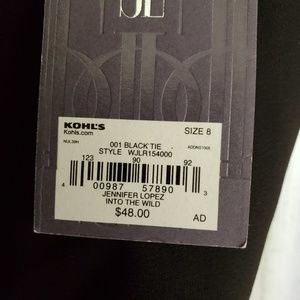 JL
KOHL'S
Kohls.com
SIZE 8
001 BLACK TIE
STYLE WJLR154000
123 90 92
4 00987 57890 3
JENNIFER LOPEZ
INTO THE WILD
$48.00
AD